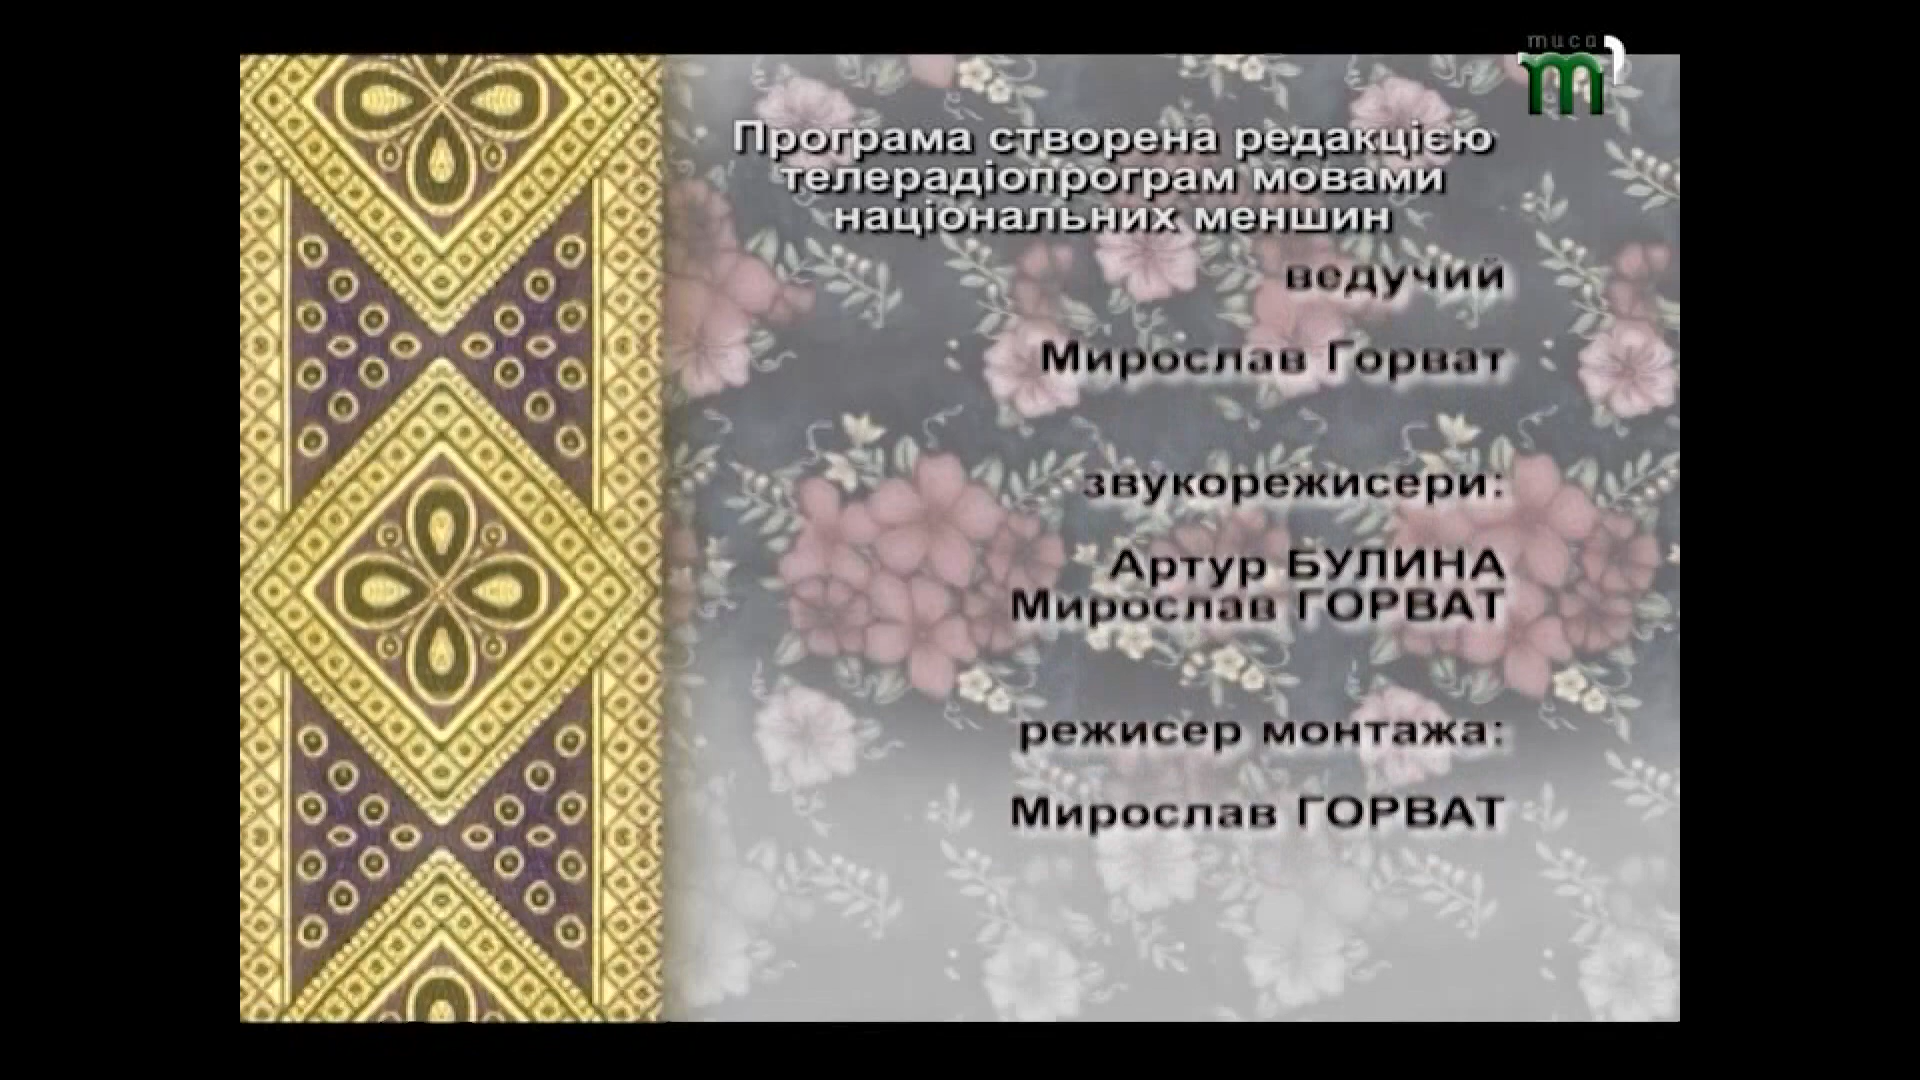 тиса
Програма створена редакцією
телерадіопрограм мовами
національних меншин
ведучий
Мирослав Горват
звукорежисери:
Артур БУЛИНА
Мирослав ГОРВАТ
режисер монтажа:
Мирослав ГОРВАТ